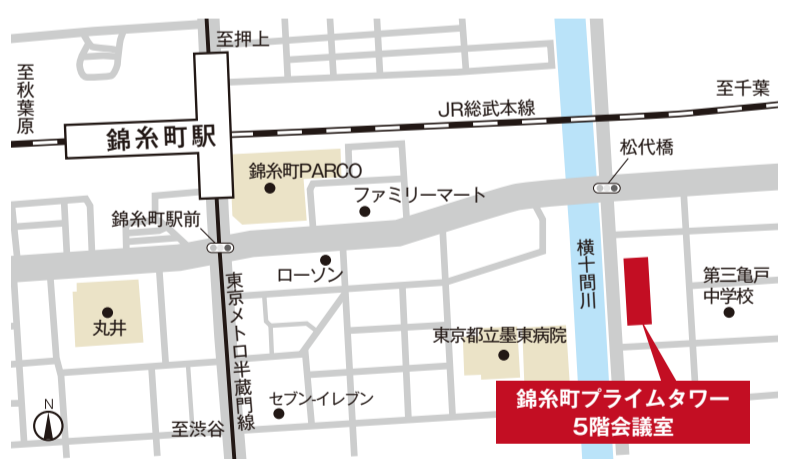 至押上
至秋葉原
至千葉
JR総武本線
錦糸町駅
松代橋
錦糸町PARCO
ファミリーマート
錦糸町駅前
横十間川
ローソン
第三亀戸
中学校
東京メトロ半蔵門線
丸井
東京都立墨東病院
セブン-イレブン
錦糸町プライムタワー
5階会議室
N
至渋谷